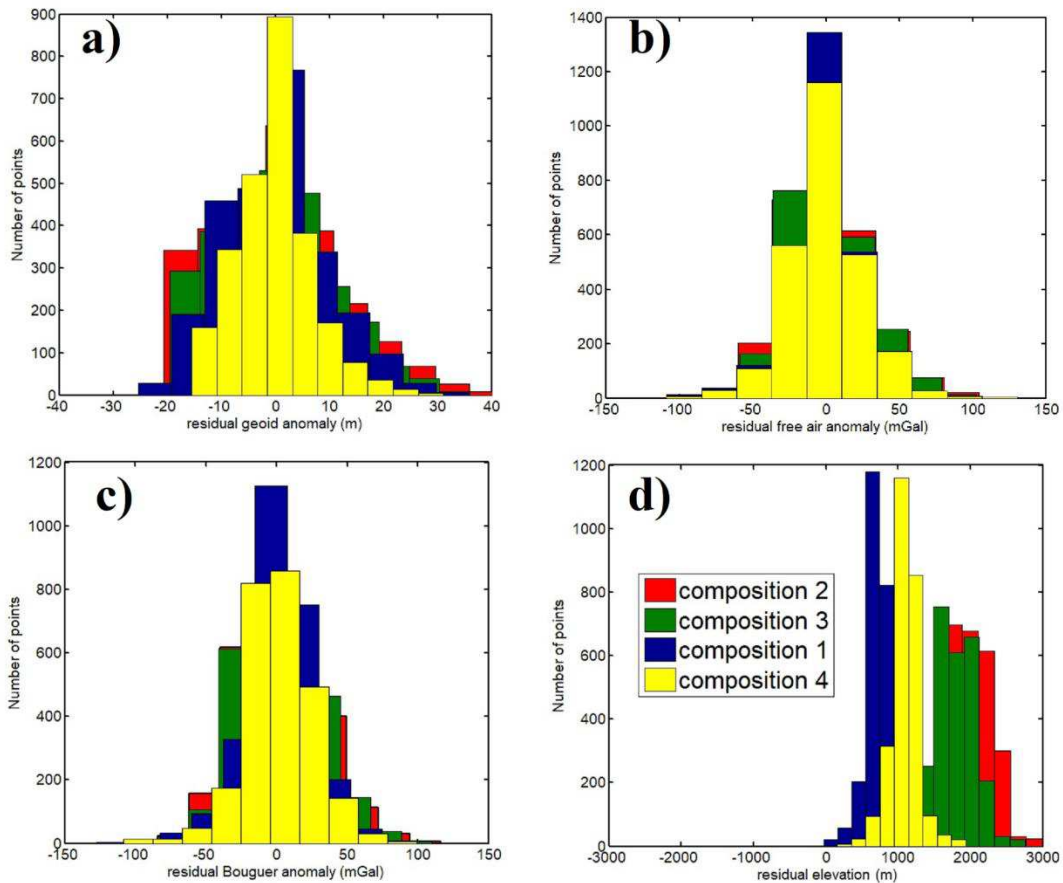 a)
900
800
700
600
500
400
300
200
100
0
Number of points
-40 -30 -20 -10 0 10 20 30 40
residual geoid anomaly (m)
b)
1400
1200
1000
800
600
400
200
0
Number of points
-150 -100 -50 0 50 100 150
residual free air anomaly (mGal)
c)
1200
1000
800
600
400
200
0
Number of points
-150 -100 -50 0 50 100 150
residual Bouguer anomaly (mGal)
d)
1200
1000
800
600
400
200
0
Number of points
-3000 -2000 -1000 0 1000 2000 3000
residual elevation (m)
composition 2
composition 3
composition 1
composition 4